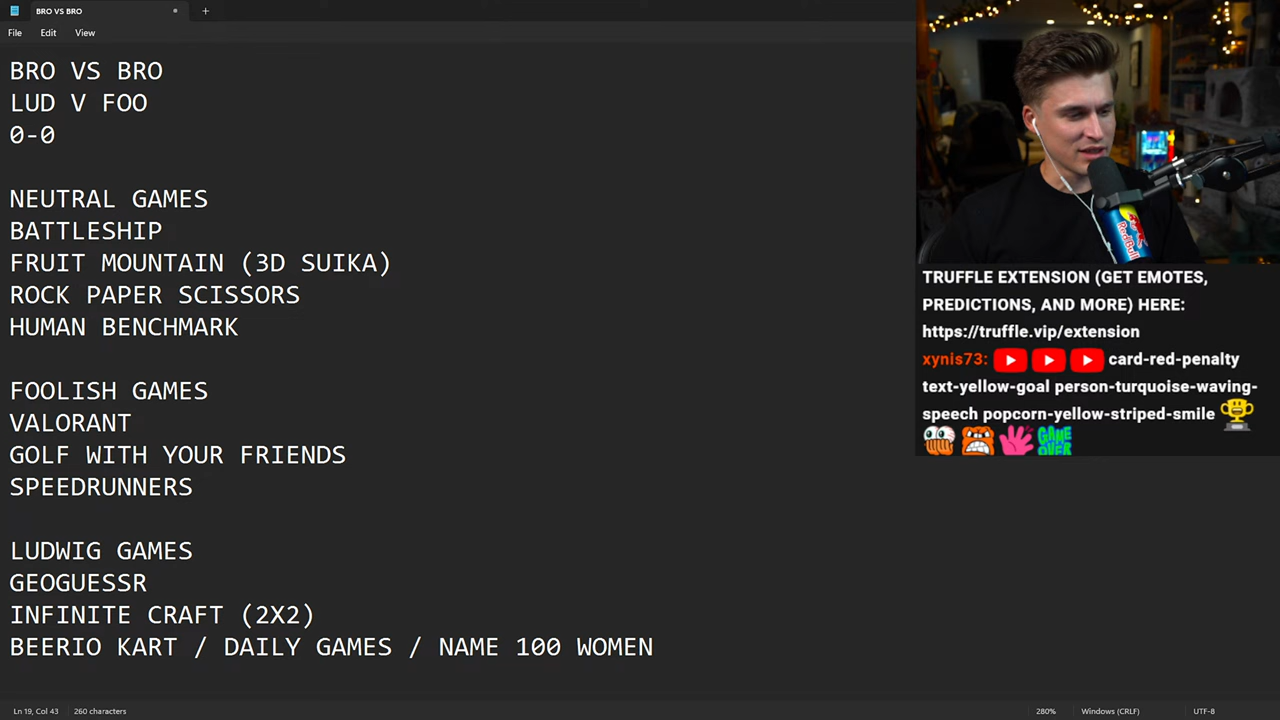 BRO VS BRO
File Edit View
BRO VS BRO
LUD V FOO
0-0
NEUTRAL GAMES
BATTLESHIP
FRUIT MOUNTAIN (3D SUIKA)
ROCK PAPER SCISSORS
HUMAN BENCHMARK
FOOLISH GAMES
VALORANT
GOLF WITH YOUR FRIENDS
SPEEDRUNNERS
LUDWIG GAMES
GEOGUESSR
INFINITE CRAFT (2X2)
BEERIO KART / DAILY GAMES / NAME 100 WOMEN
Ln 19, Col 43 260 characters 280% Windows (CRLF) UTF-8
Red Bull
TRUFFLE EXTENSION (GET EMOTES,
PREDICTIONS, AND MORE) HERE:
https://truffle.vip/extension
xynis73: card-red-penalty
text-yellow-goal person-turquoise-waving-
speech popcorn-yellow-striped-smile
GAME OVER